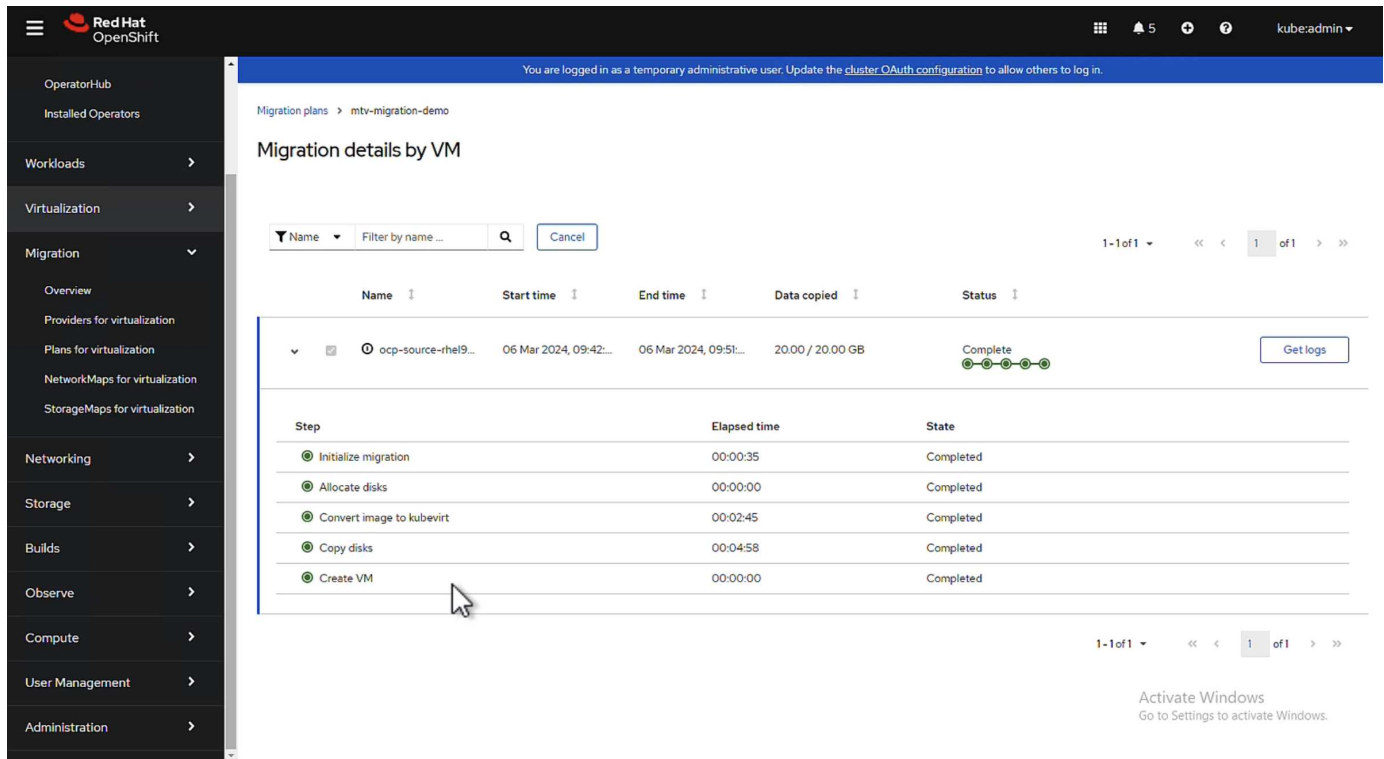 Red Hat
OpenShift
5
kube:admin
You are logged in as a temporary administrative user. Update the cluster OAuth configuration to allow others to log in.
OperatorHub
Installed Operators
Workloads
Virtualization
Migration
Overview
Providers for virtualization
Plans for virtualization
NetworkMaps for virtualization
StorageMaps for virtualization
Networking
Storage
Builds
Observe
Compute
User Management
Administration
Migration plans > mtv-migration-demo
Migration details by VM
Name Filter by name ... Cancel
1-1 of 1 << < 1 of 1 > >>
Name Start time End time Data copied Status
ocp-source-rhel9... 06 Mar 2024, 09:42:... 06 Mar 2024, 09:51:... 20.00 / 20.00 GB Complete Get logs
Step Elapsed time State
Initialize migration 00:00:35 Completed
Allocate disks 00:00:00 Completed
Convert image to kubevirt 00:02:45 Completed
Copy disks 00:04:58 Completed
Create VM 00:00:00 Completed
1-1 of 1 << < 1 of 1 > >>
Activate Windows
Go to Settings to activate Windows.